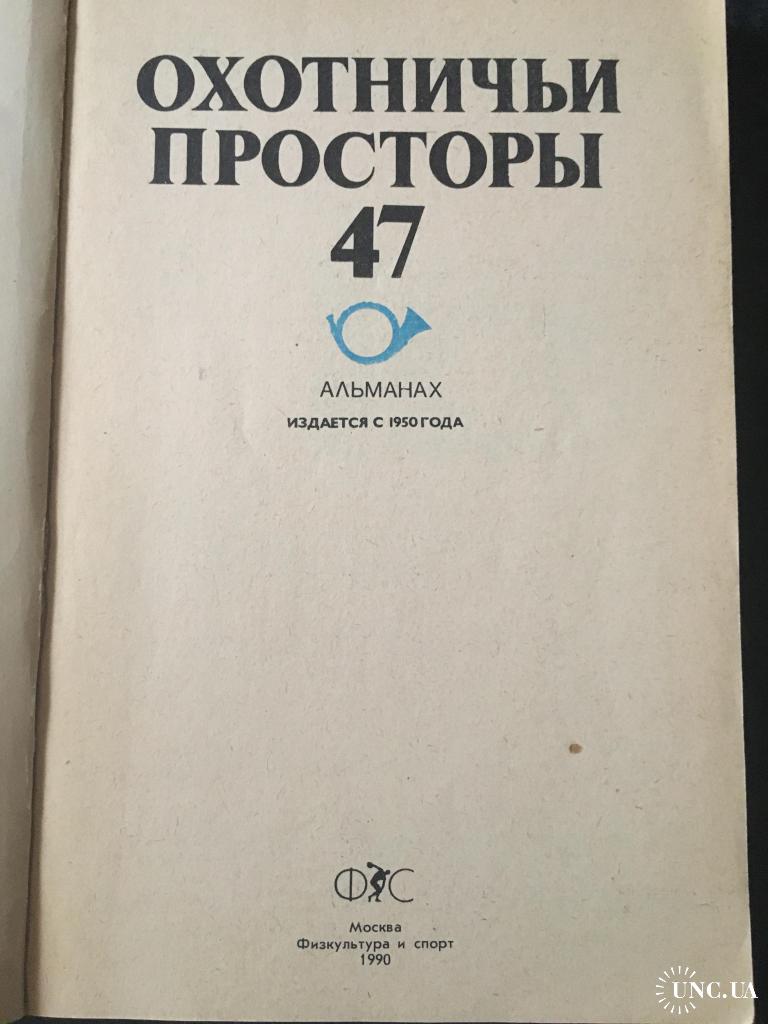 ОХОТНИЧЬИ
ПРОСТОРЫ
47
АЛЬМАНАХ
ИЗДАЕТСЯ С 1950 ГОДА
ФиС
Москва
Физкультура и спорт
1990
UNC.UA